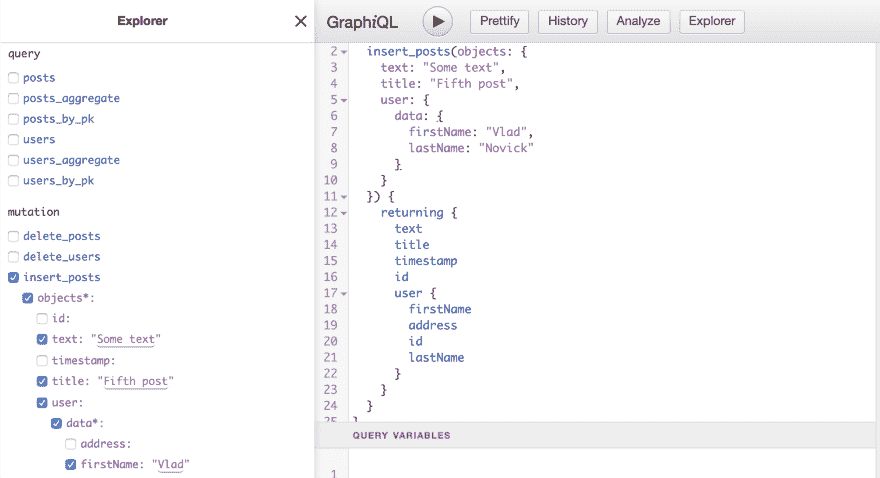 Explorer
×
query
posts
posts_aggregate
posts_by_pk
users
users_aggregate
users_by_pk
mutation
delete_posts
delete_users
insert_posts
objects*:
id:
text: "Some text"
timestamp:
title: "Fifth post"
user:
data*:
address:
firstName: "Vlad"
GraphiQL
Prettify
History
Analyze
Explorer
2 insert_posts(objects: {
3 text: "Some text",
4 title: "Fifth post",
5 user: {
6 data: {
7 firstName: "Vlad",
8 lastName: "Novick"
9 }
10 }
11 }) {
12 returning {
13 text
14 title
15 timestamp
16 id
17 user {
18 firstName
19 address
20 id
21 lastName
22 }
23 }
24 }
25 }
QUERY VARIABLES
1